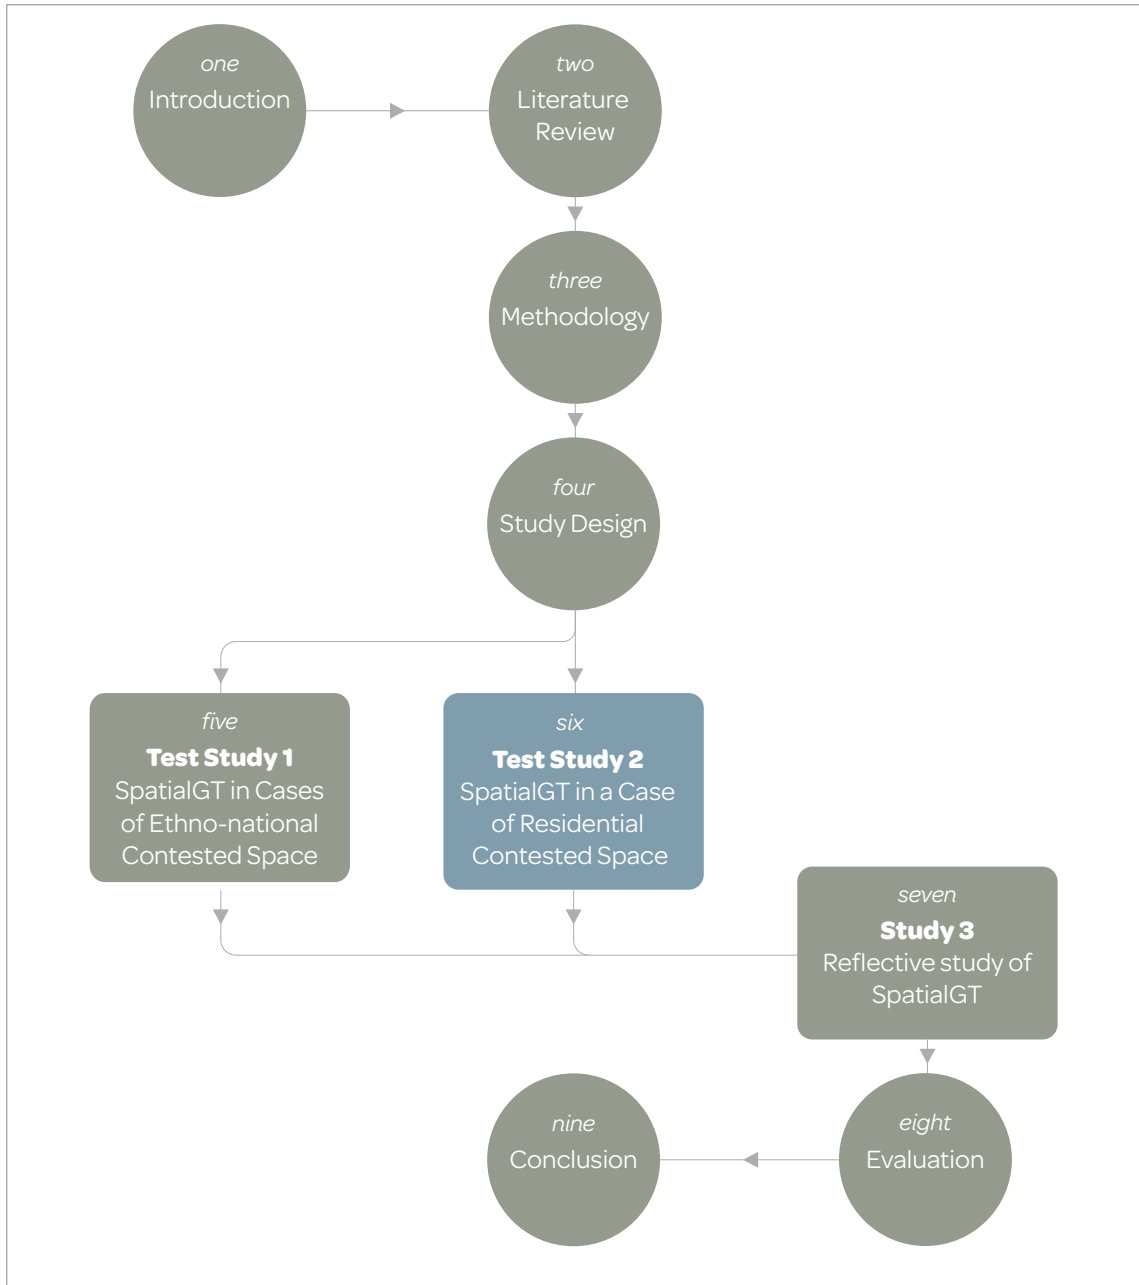 one
Introduction
two
Literature
Review
three
Methodology
four
Study Design
five
Test Study 1
SpatialGT in Cases
of Ethno-national
Contested Space
six
Test Study 2
SpatialGT in a Case
of Residential
Contested Space
seven
Study 3
Reflective study of
SpatialGT
eight
Evaluation
nine
Conclusion